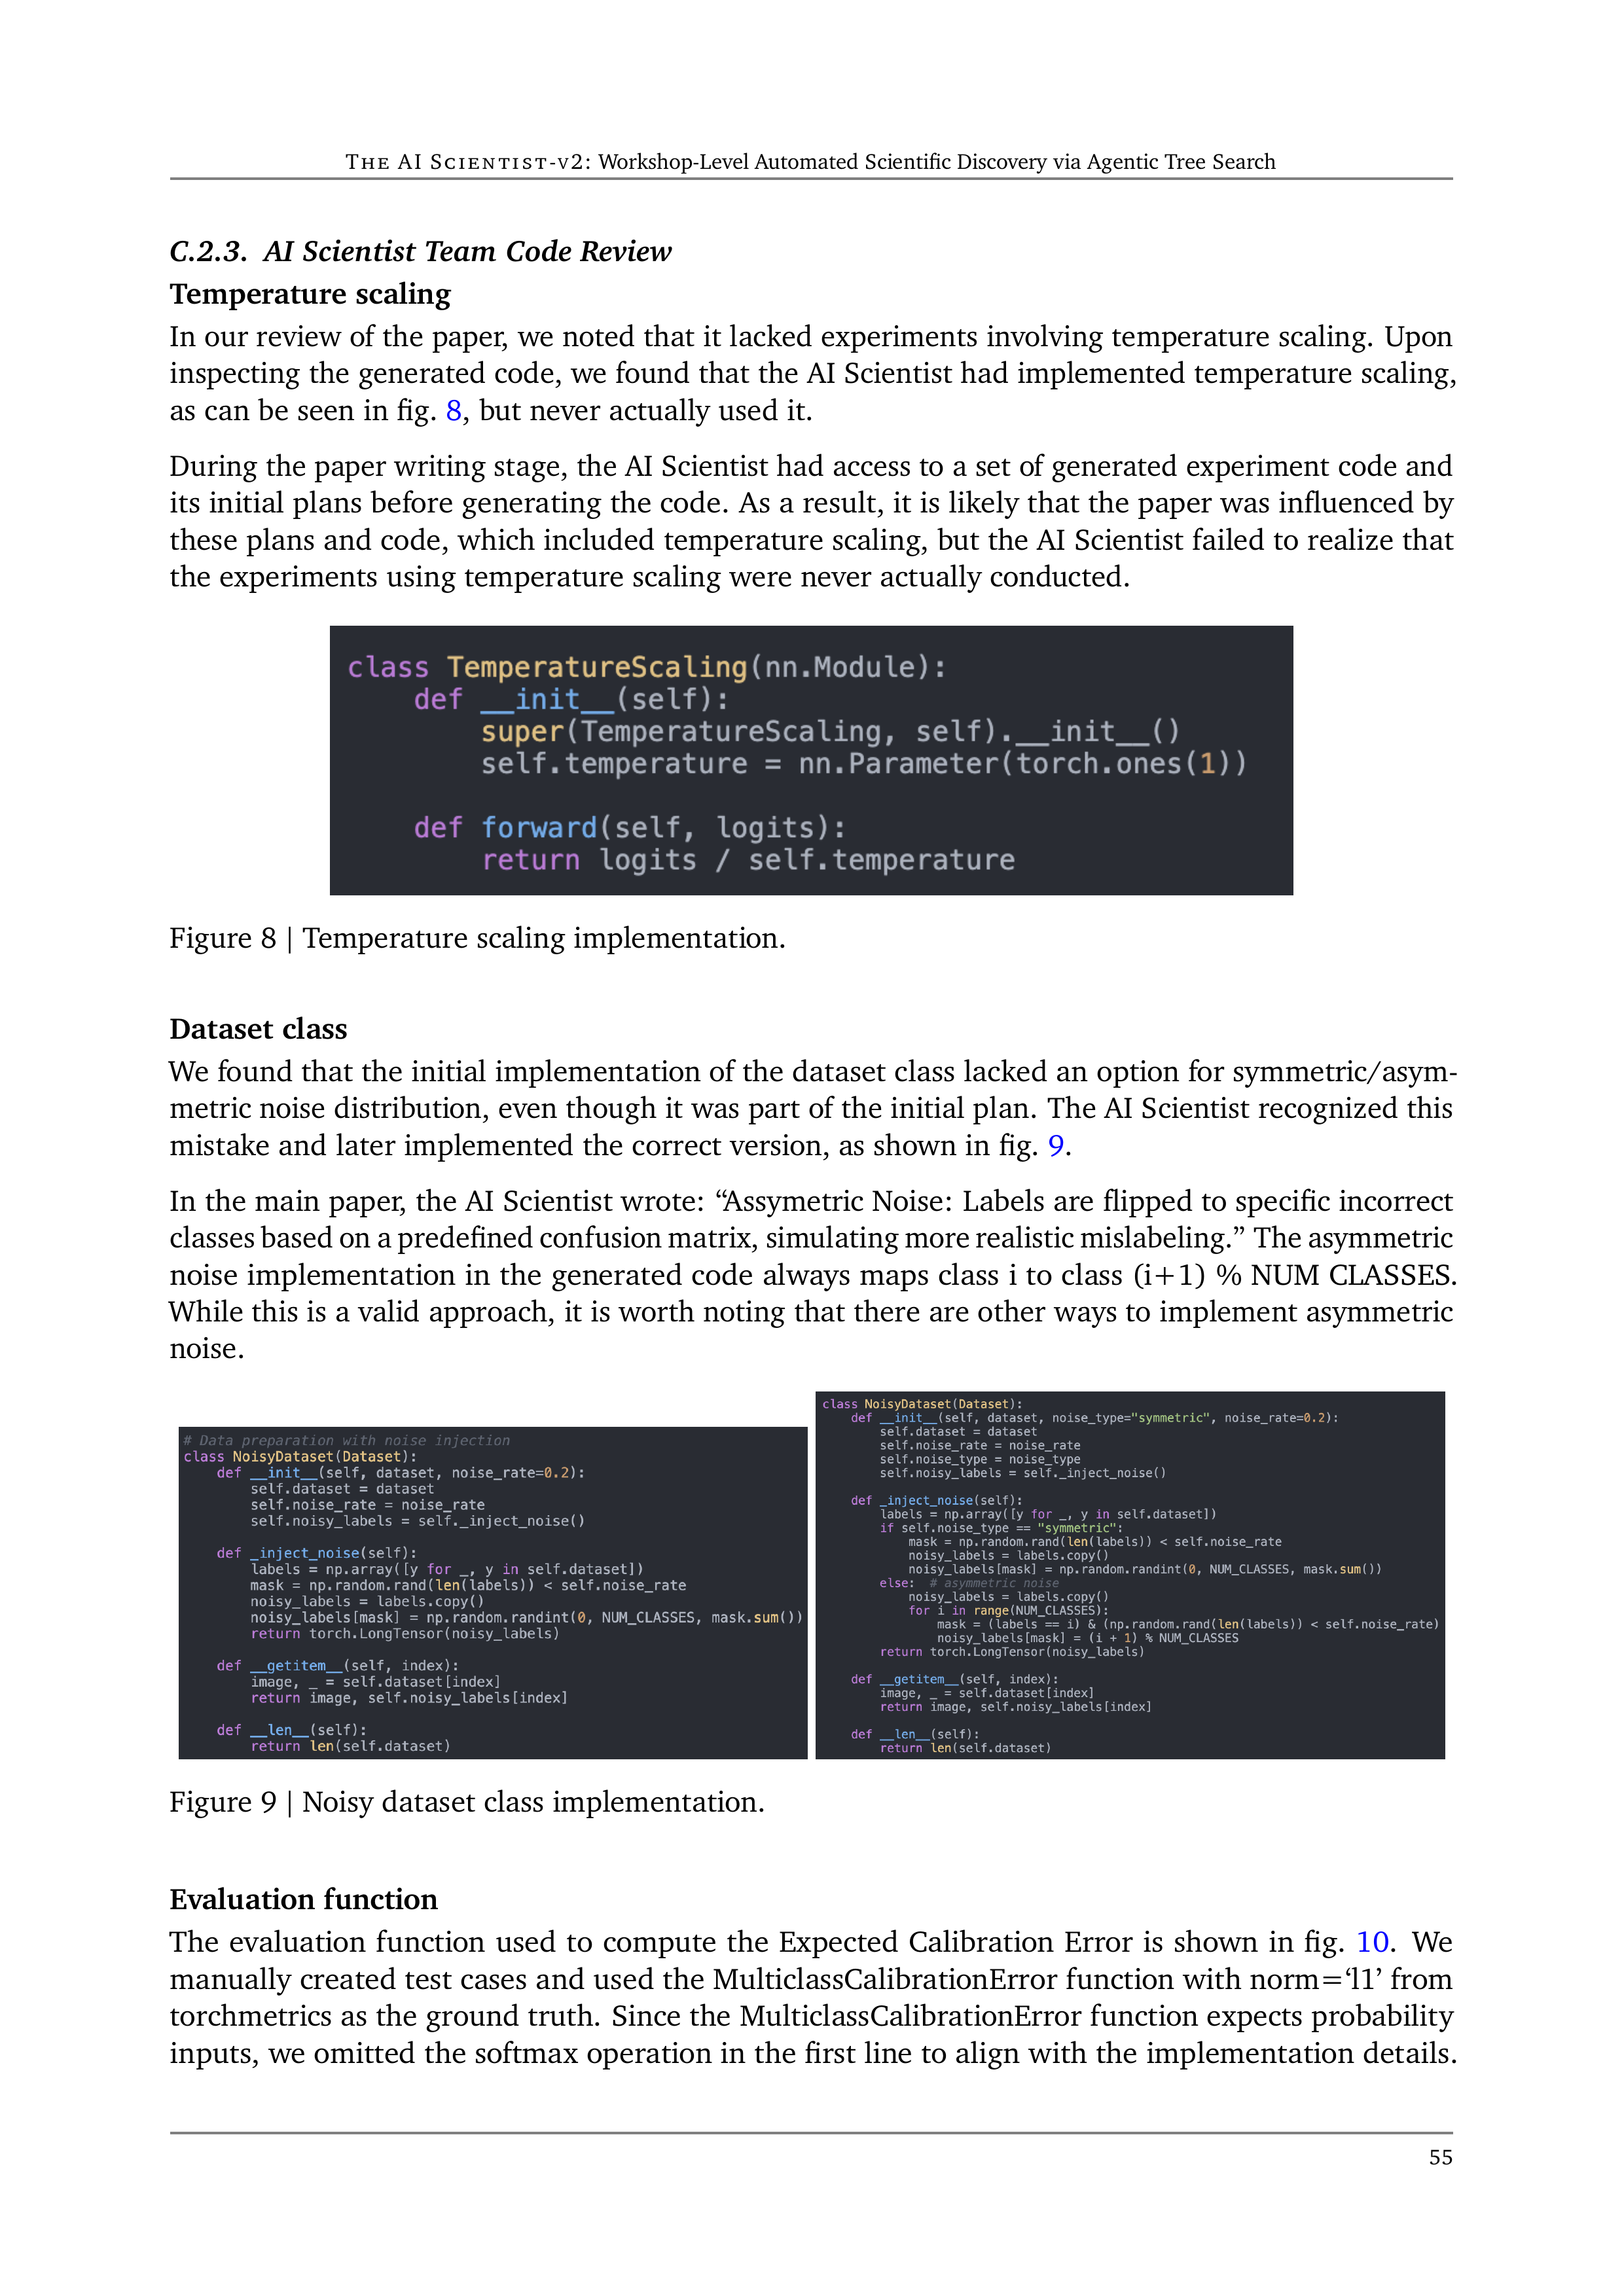 THE AI SCIENTIST-V2: Workshop-Level Automated Scientific Discovery via Agentic Tree Search
C.2.3. AI Scientist Team Code Review
Temperature scaling
In our review of the paper, we noted that it lacked experiments involving temperature scaling. Upon
inspecting the generated code, we found that the AI Scientist had implemented temperature scaling,
as can be seen in fig. 8, but never actually used it.
During the paper writing stage, the AI Scientist had access to a set of generated experiment code and
its initial plans before generating the code. As a result, it is likely that the paper was influenced by
these plans and code, which included temperature scaling, but the AI Scientist failed to realize that
the experiments using temperature scaling were never actually conducted.
class TemperatureScaling(nn.Module):
    def __init__(self):
        super(TemperatureScaling, self).__init__()
        self.temperature = nn.Parameter(torch.ones(1))
    def forward(self, logits):
        return logits / self.temperature
Figure 8 | Temperature scaling implementation.
Dataset class
We found that the initial implementation of the dataset class lacked an option for symmetric/asym-
metric noise distribution, even though it was part of the initial plan. The AI Scientist recognized this
mistake and later implemented the correct version, as shown in fig. 9.
In the main paper, the AI Scientist wrote: “Assymetric Noise: Labels are flipped to specific incorrect
classes based on a predefined confusion matrix, simulating more realistic mislabeling.” The asymmetric
noise implementation in the generated code always maps class i to class (i+1) % NUM CLASSES.
While this is a valid approach, it is worth noting that there are other ways to implement asymmetric
noise.
# Data preparation with noise injection
class NoisyDataset(Dataset):
    def __init__(self, dataset, noise_rate=0.2):
        self.dataset = dataset
        self.noise_rate = noise_rate
        self.noisy_labels = self._inject_noise()
    def _inject_noise(self):
        labels = np.array([y for _, y in self.dataset])
        mask = np.random.rand(len(labels)) < self.noise_rate
        noisy_labels = labels.copy()
        noisy_labels[mask] = np.random.randint(0, NUM_CLASSES, mask.sum())
        return torch.LongTensor(noisy_labels)
    def __getitem__(self, index):
        image, _ = self.dataset[index]
        return image, self.noisy_labels[index]
    def __len__(self):
        return len(self.dataset)
class NoisyDataset(Dataset):
    def __init__(self, dataset, noise_type="symmetric", noise_rate=0.2):
        self.dataset = dataset
        self.noise_rate = noise_rate
        self.noise_type = noise_type
        self.noisy_labels = self._inject_noise()
    def _inject_noise(self):
        labels = np.array([y for _, y in self.dataset])
        if self.noise_type == "symmetric":
            mask = np.random.rand(len(labels)) < self.noise_rate
            noisy_labels = labels.copy()
            noisy_labels[mask] = np.random.randint(0, NUM_CLASSES, mask.sum())
        else:  # asymmetric noise
            noisy_labels = labels.copy()
            for i in range(NUM_CLASSES):
                mask = (labels == i) & (np.random.rand(len(labels)) < self.noise_rate)
                noisy_labels[mask] = (i + 1) % NUM_CLASSES
        return torch.LongTensor(noisy_labels)
    def __getitem__(self, index):
        image, _ = self.dataset[index]
        return image, self.noisy_labels[index]
    def __len__(self):
        return len(self.dataset)
Figure 9 | Noisy dataset class implementation.
Evaluation function
The evaluation function used to compute the Expected Calibration Error is shown in fig. 10. We
manually created test cases and used the MulticlassCalibrationError function with norm=‘l1’ from
torchmetrics as the ground truth. Since the MulticlassCalibrationError function expects probability
inputs, we omitted the softmax operation in the first line to align with the implementation details.
55